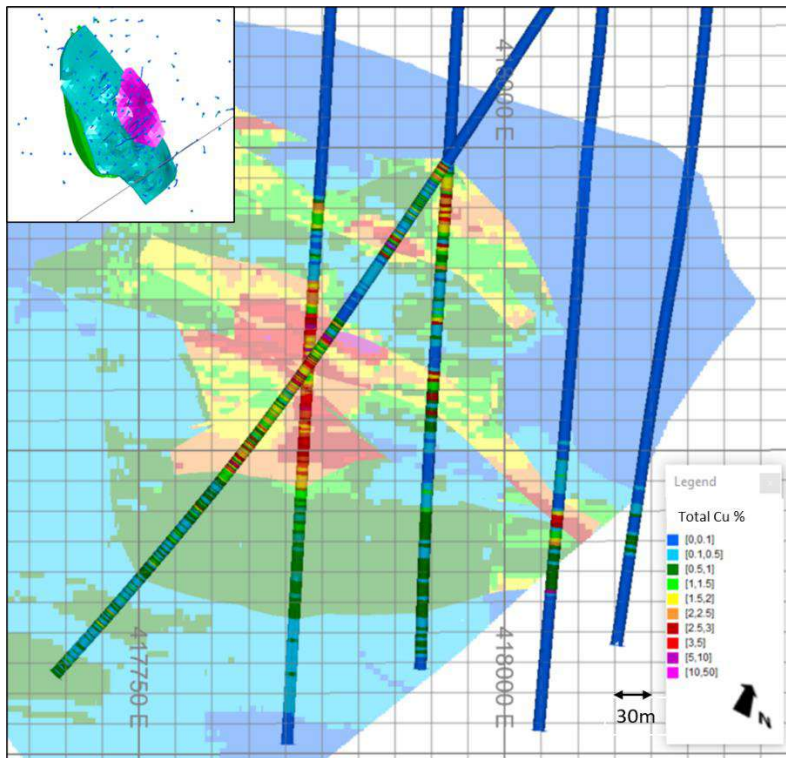 418000 E
Legend
Total Cu %
[0,0.1]
[0.1,0.5]
[0.5,1]
[1,1.5]
[1.5,2]
[2,2.5]
[2.5,3]
[3,5]
[5,10]
[10,50]
417750 E
418000 E
30m
N